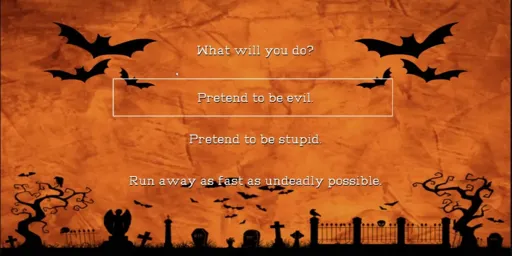 What will you do?
Pretend to be evil.
Pretend to be stupid.
Run away as fast as undeadly possible.